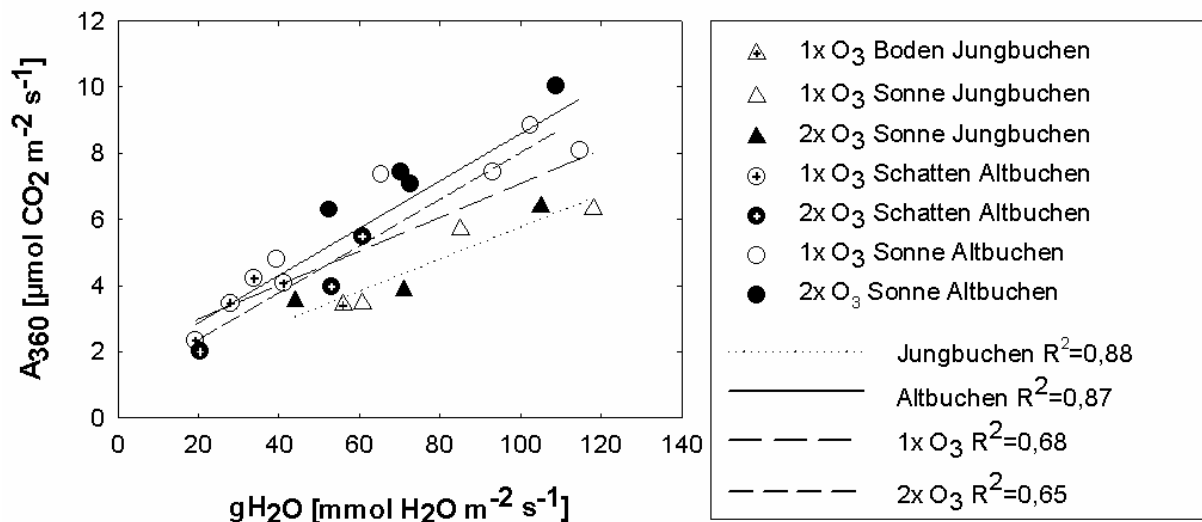 12
10
8
6
4
2
0
0 20 40 60 80 100 120 140
A360 [µmol CO2 m-2 s-1]
gH2O [mmol H2O m-2 s-1]
1x O3 Boden Jungbuchen
1x O3 Sonne Jungbuchen
2x O3 Sonne Jungbuchen
1x O3 Schatten Altbuchen
2x O3 Schatten Altbuchen
1x O3 Sonne Altbuchen
2x O3 Sonne Altbuchen
Jungbuchen R2=0,88
Altbuchen R2=0,87
1x O3 R2=0,68
2x O3 R2=0,65